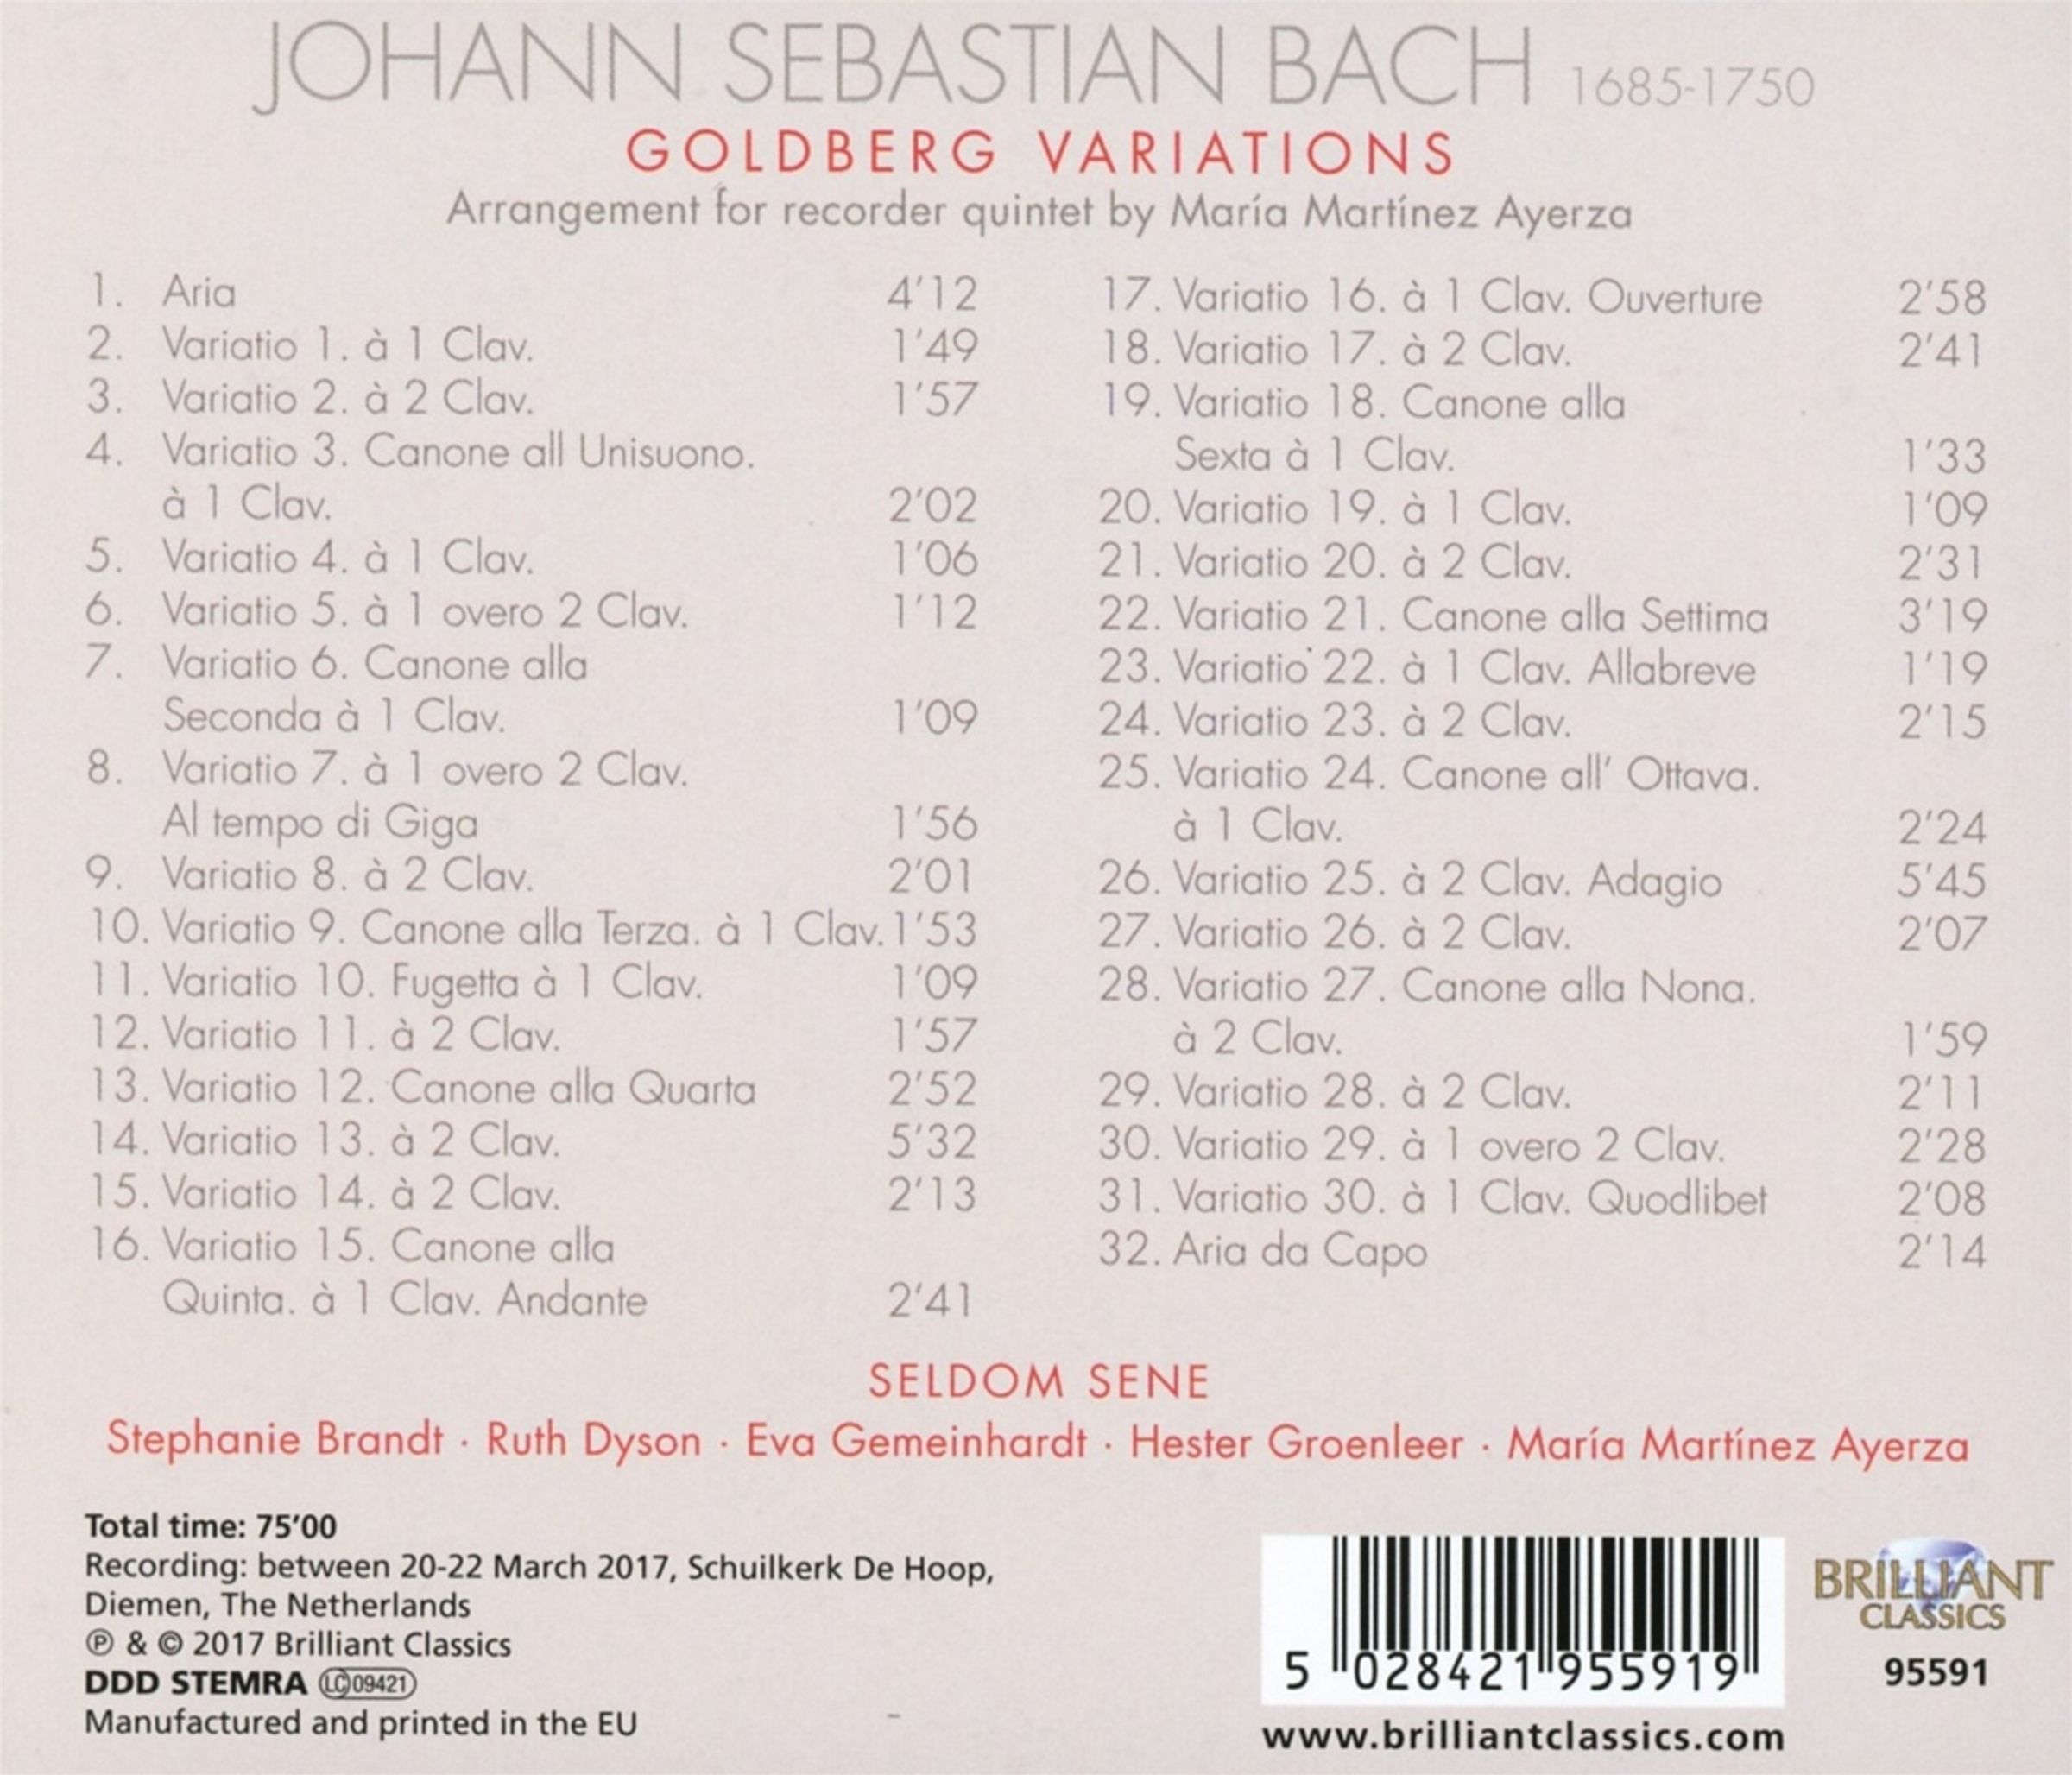 JOHANN SEBASTIAN BACH 1685-1750
GOLDBERG VARIATIONS
Arrangement for recorder quintet by María Martínez Ayerza
1. Aria 4'12
2. Variatio 1. à 1 Clav. 1'49
3. Variatio 2. à 2 Clav. 1'57
4. Variatio 3. Canone all Unisuono.
à 1 Clav. 2'02
5. Variatio 4. à 1 Clav. 1'06
6. Variatio 5. à 1 overo 2 Clav. 1'12
7. Variatio 6. Canone alla
Seconda à 1 Clav. 1'09
8. Variatio 7. à 1 overo 2 Clav.
Al tempo di Giga 1'56
9. Variatio 8. à 2 Clav. 2'01
10. Variatio 9. Canone alla Terza. à 1 Clav. 1'53
11. Variatio 10. Fugetta à 1 Clav. 1'09
12. Variatio 11. à 2 Clav. 1'57
13. Variatio 12. Canone alla Quarta 2'52
14. Variatio 13. à 2 Clav. 5'32
15. Variatio 14. à 2 Clav. 2'13
16. Variatio 15. Canone alla
Quinta. à 1 Clav. Andante 2'41
17. Variatio 16. à 1 Clav. Ouverture 2'58
18. Variatio 17. à 2 Clav. 2'41
19. Variatio 18. Canone alla
Sexta à 1 Clav. 1'33
20. Variatio 19. à 1 Clav. 1'09
21. Variatio 20. à 2 Clav. 2'31
22. Variatio 21. Canone alla Settima 3'19
23. Variatio 22. à 1 Clav. Allabreve 1'19
24. Variatio 23. à 2 Clav. 2'15
25. Variatio 24. Canone all' Ottava.
à 1 Clav. 2'24
26. Variatio 25. à 2 Clav. Adagio 5'45
27. Variatio 26. à 2 Clav. 2'07
28. Variatio 27. Canone alla Nona.
à 2 Clav. 1'59
29. Variatio 28. à 2 Clav. 2'11
30. Variatio 29. à 1 overo 2 Clav. 2'28
31. Variatio 30. à 1 Clav. Quodlibet 2'08
32. Aria da Capo 2'14
SELDOM SENE
Stephanie Brandt · Ruth Dyson · Eva Gemeinhardt · Hester Groenleer · María Martínez Ayerza
Total time: 75'00
Recording: between 20-22 March 2017, Schuilkerk De Hoop,
Diemen, The Netherlands
℗ & © 2017 Brilliant Classics
DDD STEMRA LC 09421
Manufactured and printed in the EU
5 028421 955919
www.brilliantclassics.com
BRILLIANT
CLASSICS
95591